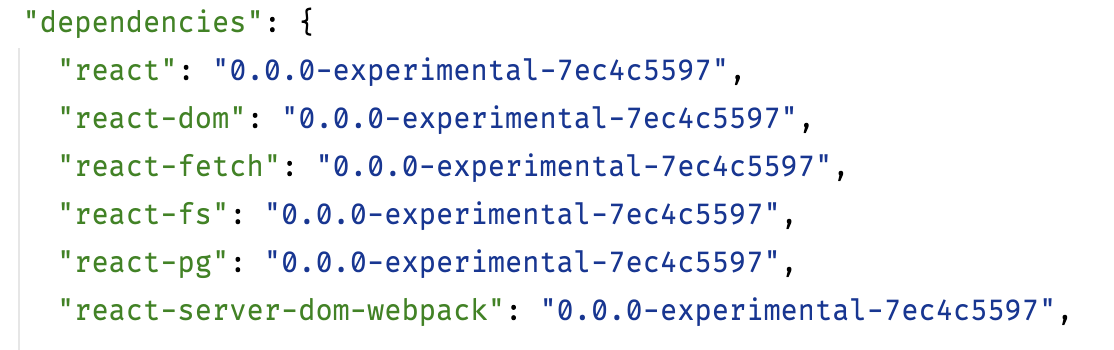 "dependencies": {
"react": "0.0.0-experimental-7ec4c5597",
"react-dom": "0.0.0-experimental-7ec4c5597",
"react-fetch": "0.0.0-experimental-7ec4c5597",
"react-fs": "0.0.0-experimental-7ec4c5597",
"react-pg": "0.0.0-experimental-7ec4c5597",
"react-server-dom-webpack": "0.0.0-experimental-7ec4c5597",